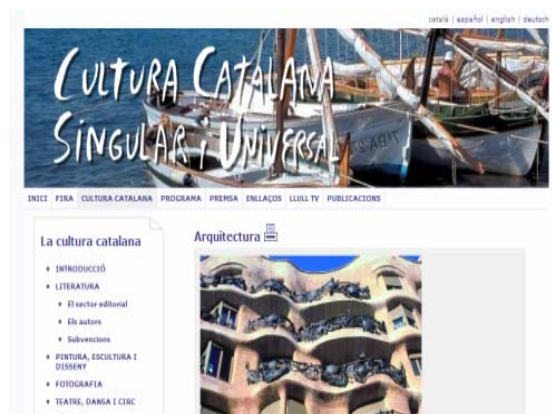 català | español | english | deutsch
CULTURA CATALANA
SINGULAR I UNIVERSAL
INICI FIRA CULTURA CATALANA PROGRAMA PREMSA ENLLAÇOS LLULL TV PUBLICACIONS
La cultura catalana
INTRODUCCIÓ
LITERATURA
El sector editorial
Els autors
Subvencions
PINTURA, ESCULTURA I
DISSENY
FOTOGRAFIA
TEATRE, DANSA I CIRC
Arquitectura